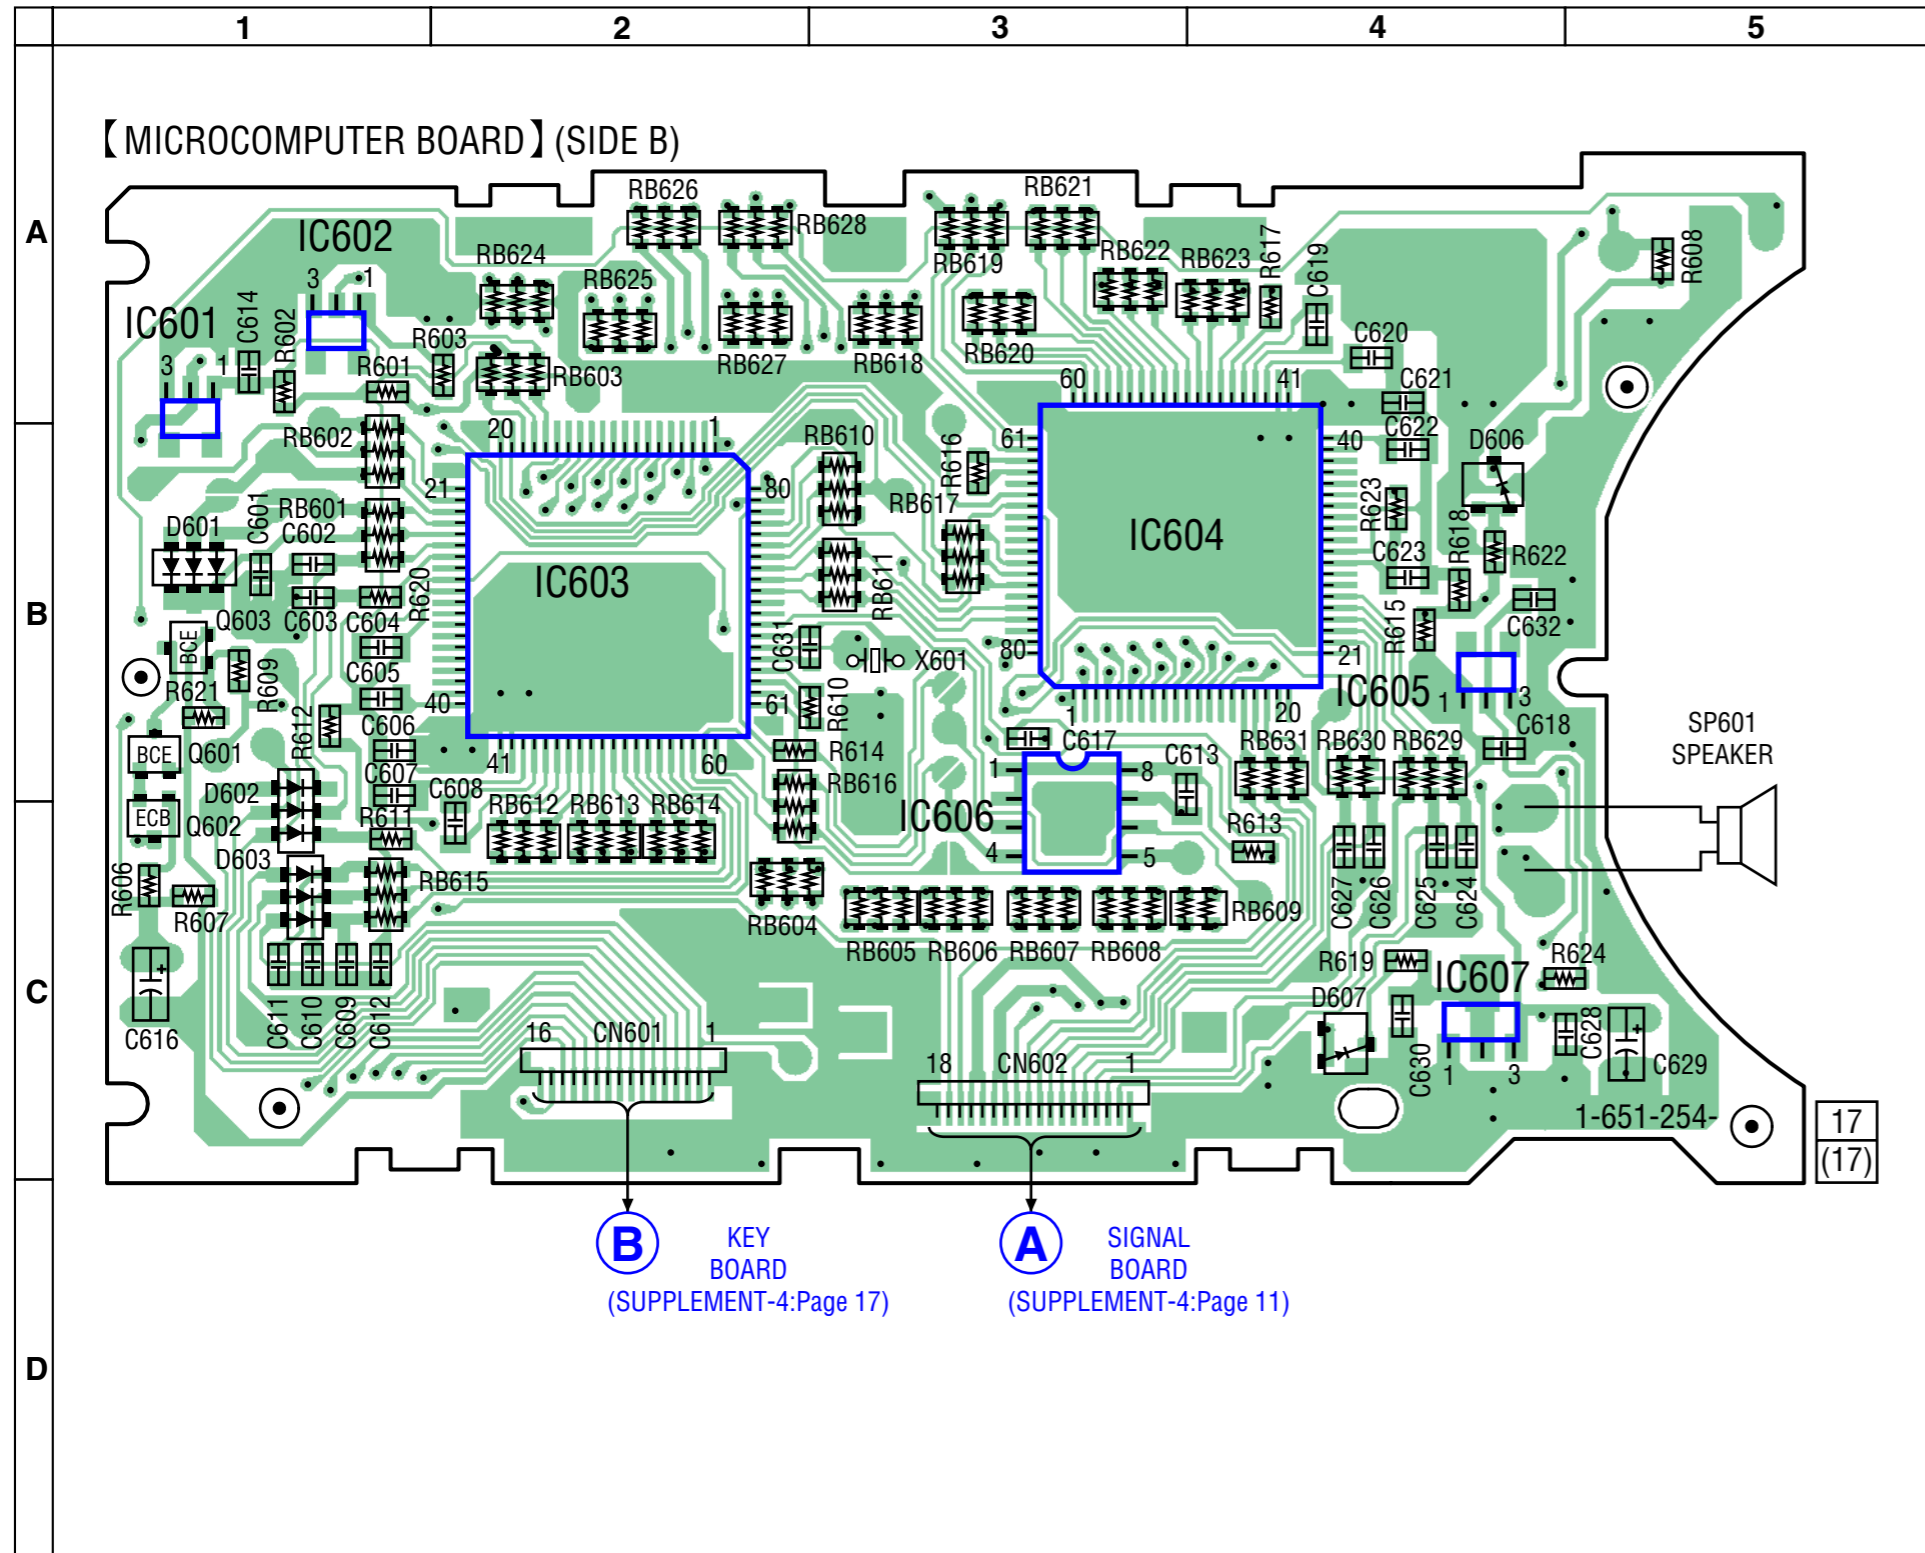 1 2 3 4 5
A
B
C
D
【MICROCOMPUTER BOARD】(SIDE B)
RB626
RB628
RB621
IC602
RB624
RB625
RB619
RB622
RB623
R617
C619
R608
3 1
IC601
C614
R602
R603
R601
RB603
RB627
RB618
RB620
C620
3 1
60 41
C621
C622
RB602
20 1
RB610
R616
61 40
D606
21 80
RB617
R623
R618
D601
C601
RB601
C602
IC603
IC604
C623
R622
R620
RB611
Q603
C603
C604
C631
R615
C632
BCE
X601
80 21
R621
R609
C605
40 61
R610
IC605
1 3
R612
C606
1 20
C618
SP601
SPEAKER
BCE
Q601
41 60
R614
C617
RB631
RB630
RB629
C613
1 8
D602
C607
C608
RB616
ECB
Q602
R611
RB612
RB613
RB614
IC606
R613
4 5
D603
RB615
R606
R607
RB604
RB605
RB606
RB607
RB608
RB609
C627
C626
C625
C624
R619
IC607
R624
C616
C611
C610
C609
C612
D607
C630
C628
C629
16 CN601 1
18 CN602 1
1 3
1-651-254-
17
(17)
B
KEY
BOARD
(SUPPLEMENT-4:Page 17)
A
SIGNAL
BOARD
(SUPPLEMENT-4:Page 11)